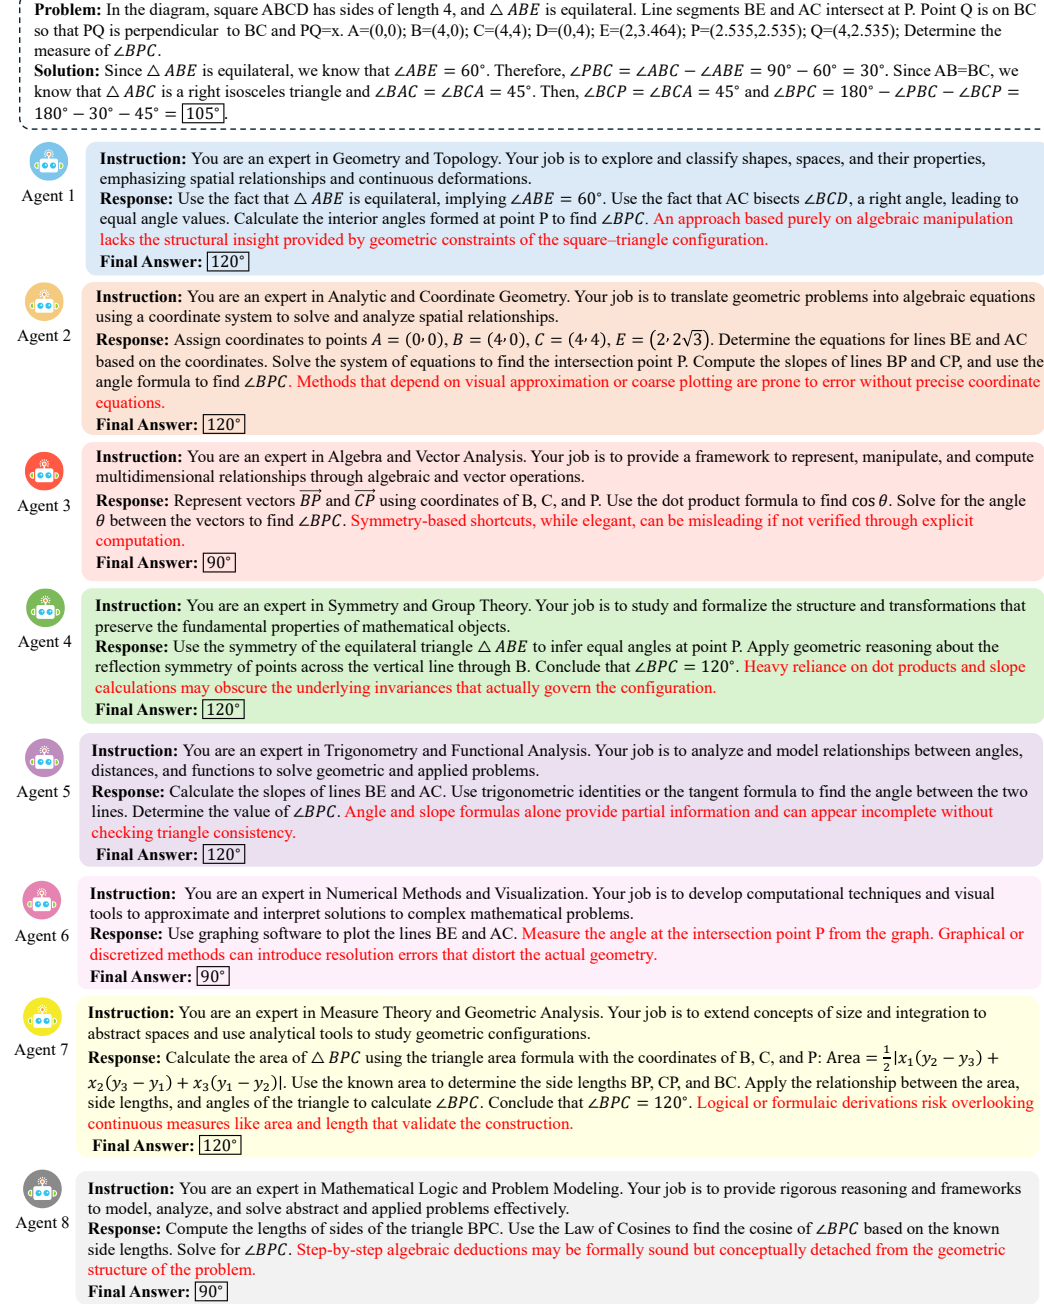 Problem: In the diagram, square ABCD has sides of length 4, and △ ABE is equilateral. Line segments BE and AC intersect at P. Point Q is on BC
so that PQ is perpendicular to BC and PQ=x. A=(0,0); B=(4,0); C=(4,4); D=(0,4); E=(2,3.464); P=(2.535,2.535); Q=(4,2.535); Determine the
measure of ∠BPC.
Solution: Since △ ABE is equilateral, we know that ∠ABE = 60°. Therefore, ∠PBC = ∠ABC − ∠ABE = 90° − 60° = 30°. Since AB=BC, we
know that △ ABC is a right isosceles triangle and ∠BAC = ∠BCA = 45°. Then, ∠BCP = ∠BCA = 45° and ∠BPC = 180° − ∠PBC − ∠BCP =
180° − 30° − 45° = 105°.
Agent 1
Instruction: You are an expert in Geometry and Topology. Your job is to explore and classify shapes, spaces, and their properties,
emphasizing spatial relationships and continuous deformations.
Response: Use the fact that △ ABE is equilateral, implying ∠ABE = 60°. Use the fact that AC bisects ∠BCD, a right angle, leading to
equal angle values. Calculate the interior angles formed at point P to find ∠BPC. An approach based purely on algebraic manipulation
lacks the structural insight provided by geometric constraints of the square–triangle configuration.
Final Answer: 120°
Agent 2
Instruction: You are an expert in Analytic and Coordinate Geometry. Your job is to translate geometric problems into algebraic equations
using a coordinate system to solve and analyze spatial relationships.
Response: Assign coordinates to points A = (0,0), B = (4,0), C = (4,4), E = (2,2√3). Determine the equations for lines BE and AC
based on the coordinates. Solve the system of equations to find the intersection point P. Compute the slopes of lines BP and CP, and use the
angle formula to find ∠BPC. Methods that depend on visual approximation or coarse plotting are prone to error without precise coordinate
equations.
Final Answer: 120°
Agent 3
Instruction: You are an expert in Algebra and Vector Analysis. Your job is to provide a framework to represent, manipulate, and compute
multidimensional relationships through algebraic and vector operations.
Response: Represent vectors $\overrightarrow{BP}$ and $\overrightarrow{CP}$ using coordinates of B, C, and P. Use the dot product formula to find cos θ. Solve for the angle
θ between the vectors to find ∠BPC. Symmetry-based shortcuts, while elegant, can be misleading if not verified through explicit
computation.
Final Answer: 90°
Agent 4
Instruction: You are an expert in Symmetry and Group Theory. Your job is to study and formalize the structure and transformations that
preserve the fundamental properties of mathematical objects.
Response: Use the symmetry of the equilateral triangle △ ABE to infer equal angles at point P. Apply geometric reasoning about the
reflection symmetry of points across the vertical line through B. Conclude that ∠BPC = 120°. Heavy reliance on dot products and slope
calculations may obscure the underlying invariances that actually govern the configuration.
Final Answer: 120°
Agent 5
Instruction: You are an expert in Trigonometry and Functional Analysis. Your job is to analyze and model relationships between angles,
distances, and functions to solve geometric and applied problems.
Response: Calculate the slopes of lines BE and AC. Use trigonometric identities or the tangent formula to find the angle between the two
lines. Determine the value of ∠BPC. Angle and slope formulas alone provide partial information and can appear incomplete without
checking triangle consistency.
Final Answer: 120°
Agent 6
Instruction: You are an expert in Numerical Methods and Visualization. Your job is to develop computational techniques and visual
tools to approximate and interpret solutions to complex mathematical problems.
Response: Use graphing software to plot the lines BE and AC. Measure the angle at the intersection point P from the graph. Graphical or
discretized methods can introduce resolution errors that distort the actual geometry.
Final Answer: 90°
Agent 7
Instruction: You are an expert in Measure Theory and Geometric Analysis. Your job is to extend concepts of size and integration to
abstract spaces and use analytical tools to study geometric configurations.
Response: Calculate the area of △ BPC using the triangle area formula with the coordinates of B, C, and P: Area = ½|x₁(y₂ − y₃) +
x₂(y₃ − y₁) + x₃(y₁ − y₂)|. Use the known area to determine the side lengths BP, CP, and BC. Apply the relationship between the area,
side lengths, and angles of the triangle to calculate ∠BPC. Conclude that ∠BPC = 120°. Logical or formulaic derivations risk overlooking
continuous measures like area and length that validate the construction.
Final Answer: 120°
Agent 8
Instruction: You are an expert in Mathematical Logic and Problem Modeling. Your job is to provide rigorous reasoning and frameworks
to model, analyze, and solve abstract and applied problems effectively.
Response: Compute the lengths of sides of the triangle BPC. Use the Law of Cosines to find the cosine of ∠BPC based on the known
side lengths. Solve for ∠BPC. Step-by-step algebraic deductions may be formally sound but conceptually detached from the geometric
structure of the problem.
Final Answer: 90°